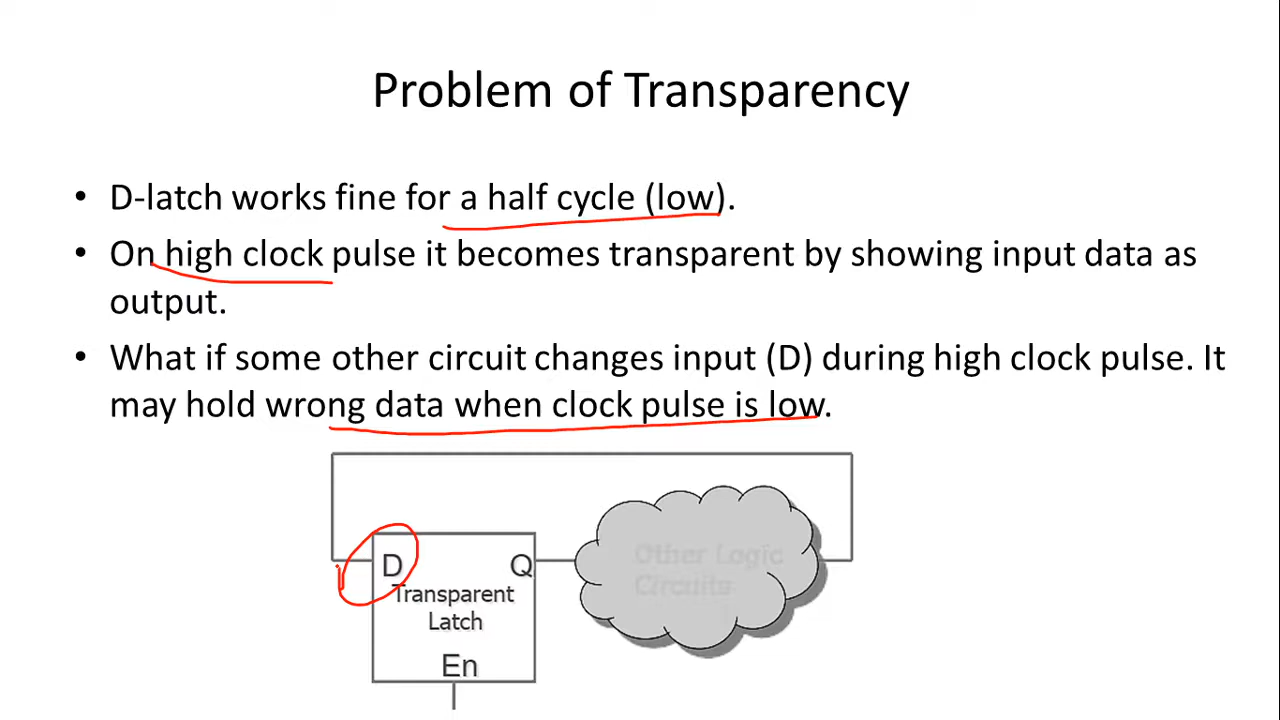 Problem of Transparency
• D-latch works fine for a half cycle (low).
• On high clock pulse it becomes transparent by showing input data as
output.
• What if some other circuit changes input (D) during high clock pulse. It
may hold wrong data when clock pulse is low.
D Q
Transparent
Latch
En
Other Logic
Circuits